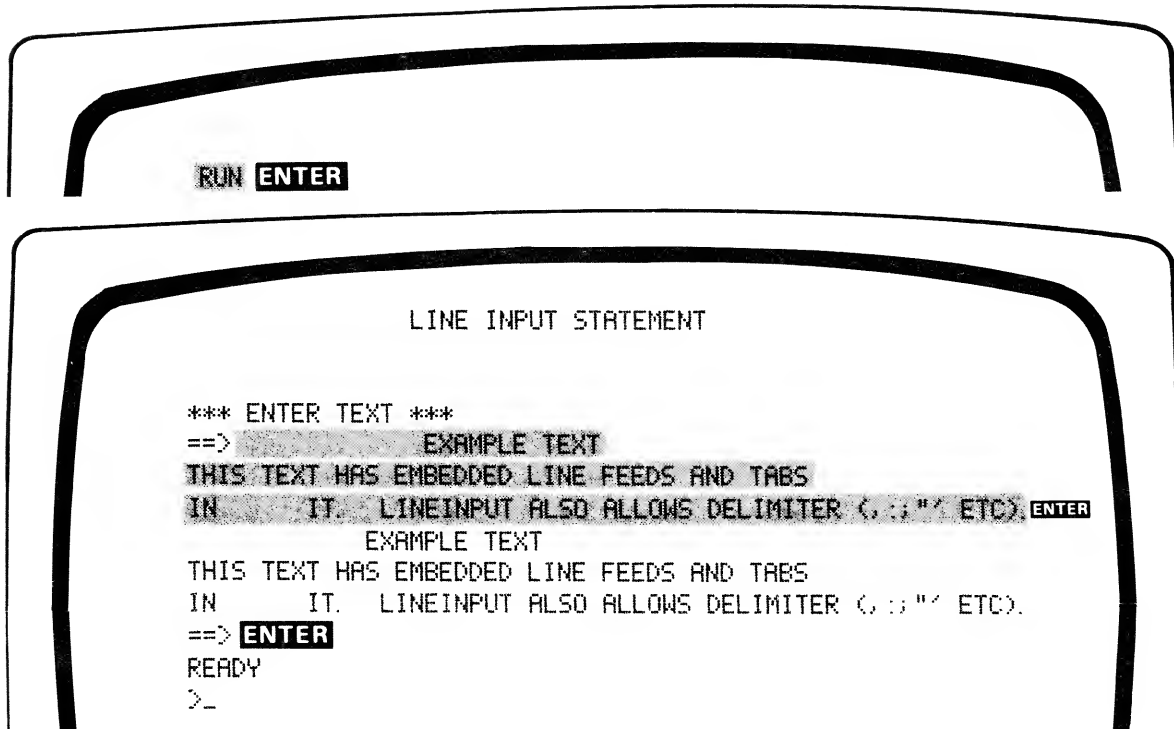 RUN ENTER
LINE INPUT STATEMENT
*** ENTER TEXT ***
==> EXAMPLE TEXT
THIS TEXT HAS EMBEDDED LINE FEEDS AND TABS
IN IT. LINEINPUT ALSO ALLOWS DELIMITER (, :; "' ETC). ENTER
EXAMPLE TEXT
THIS TEXT HAS EMBEDDED LINE FEEDS AND TABS
IN IT. LINEINPUT ALSO ALLOWS DELIMITER (, :; "' ETC).
==> ENTER
READY
>_